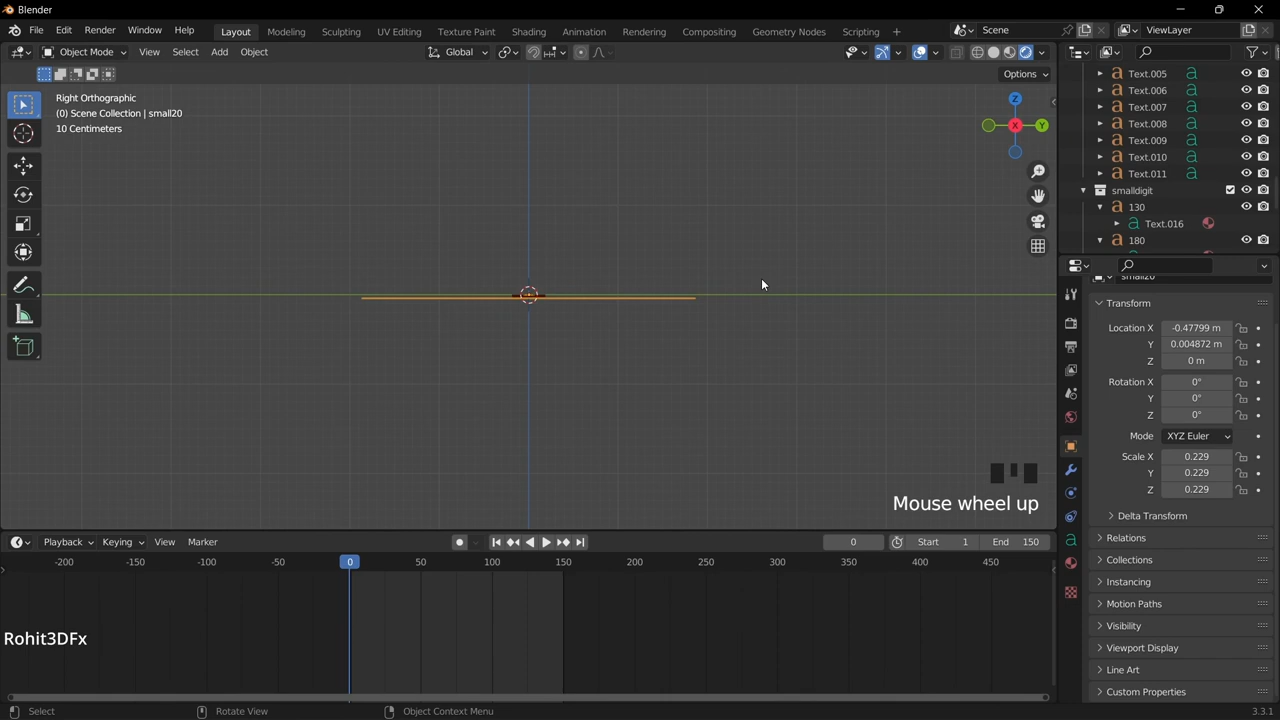 Blender
File Edit Render Window Help Layout Modeling Sculpting UV Editing Texture Paint Shading Animation Rendering Compositing Geometry Nodes Scripting + Scene ViewLayer
Object Mode View Select Add Object Global
Options
Right Orthographic
(0) Scene Collection | small20
10 Centimeters
Z
X
Y
Mouse wheel up
Text.005
Text.006
Text.007
Text.008
Text.009
Text.010
Text.011
smalldigit
130
Text.016
180
Transform
Location X -0.47799 m
Y 0.004872 m
Z 0 m
Rotation X 0°
Y 0°
Z 0°
Mode XYZ Euler
Scale X 0.229
Y 0.229
Z 0.229
Delta Transform
Relations
Collections
Instancing
Motion Paths
Visibility
Viewport Display
Line Art
Custom Properties
Playback Keying View Marker 0 Start 1 End 150
-200 -150 -100 -50 0 50 100 150 200 250 300 350 400 450
Rohit3DFx
Select Rotate View Object Context Menu 3.3.1